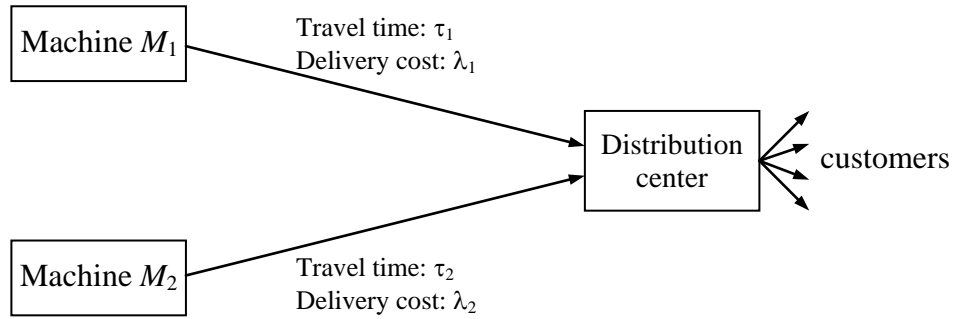 Machine M₁
Travel time: τ₁
Delivery cost: λ₁
Distribution
center
customers
Machine M₂
Travel time: τ₂
Delivery cost: λ₂